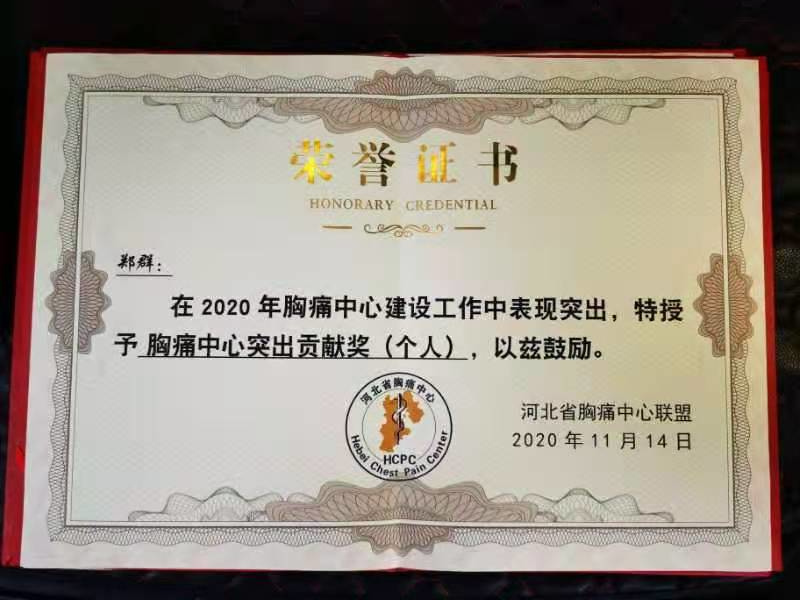 荣誉证书
HONORARY CREDENTIAL
郑群：
在 2020 年胸痛中心建设工作中表现突出，特授
予 胸痛中心突出贡献奖（个人），以兹鼓励。
河北省胸痛中心
HCPC
Hebei Chest Pain Center
河北省胸痛中心联盟
2020 年 11 月 14 日